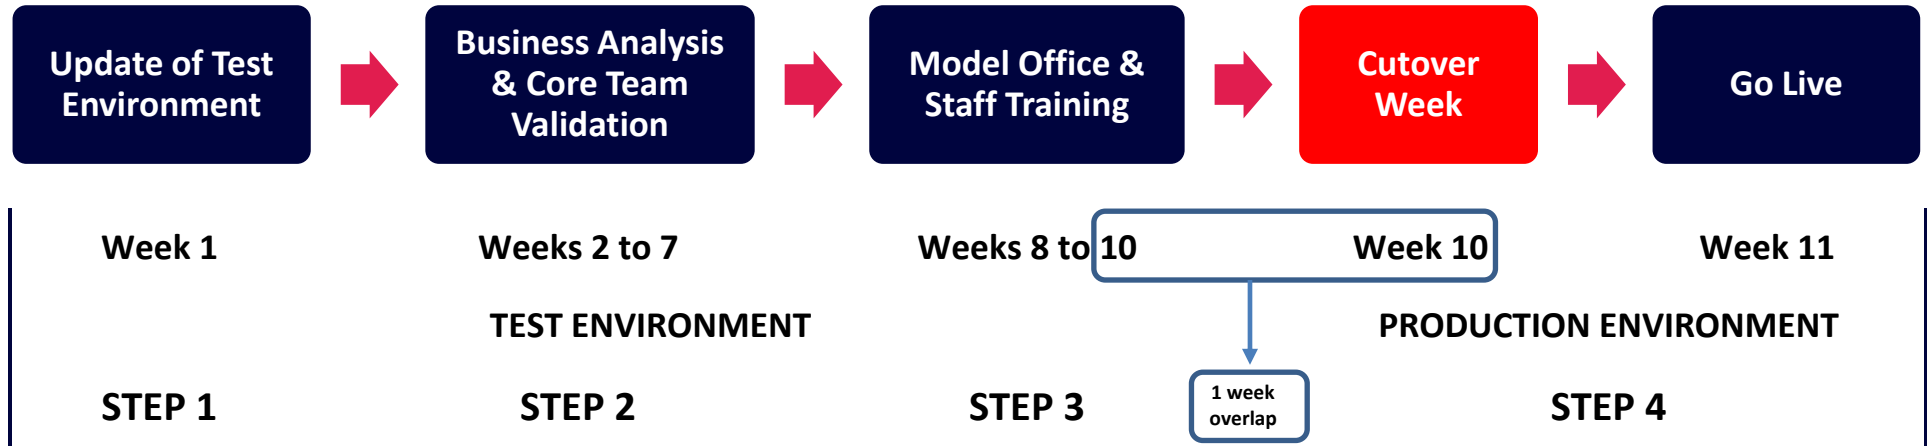 Update of Test
Environment
Business Analysis
& Core Team
Validation
Model Office &
Staff Training
Cutover
Week
Go Live
Week 1
Weeks 2 to 7
Weeks 8 to 10
Week 10
Week 11
TEST ENVIRONMENT
PRODUCTION ENVIRONMENT
STEP 1
STEP 2
STEP 3
1 week
overlap
STEP 4